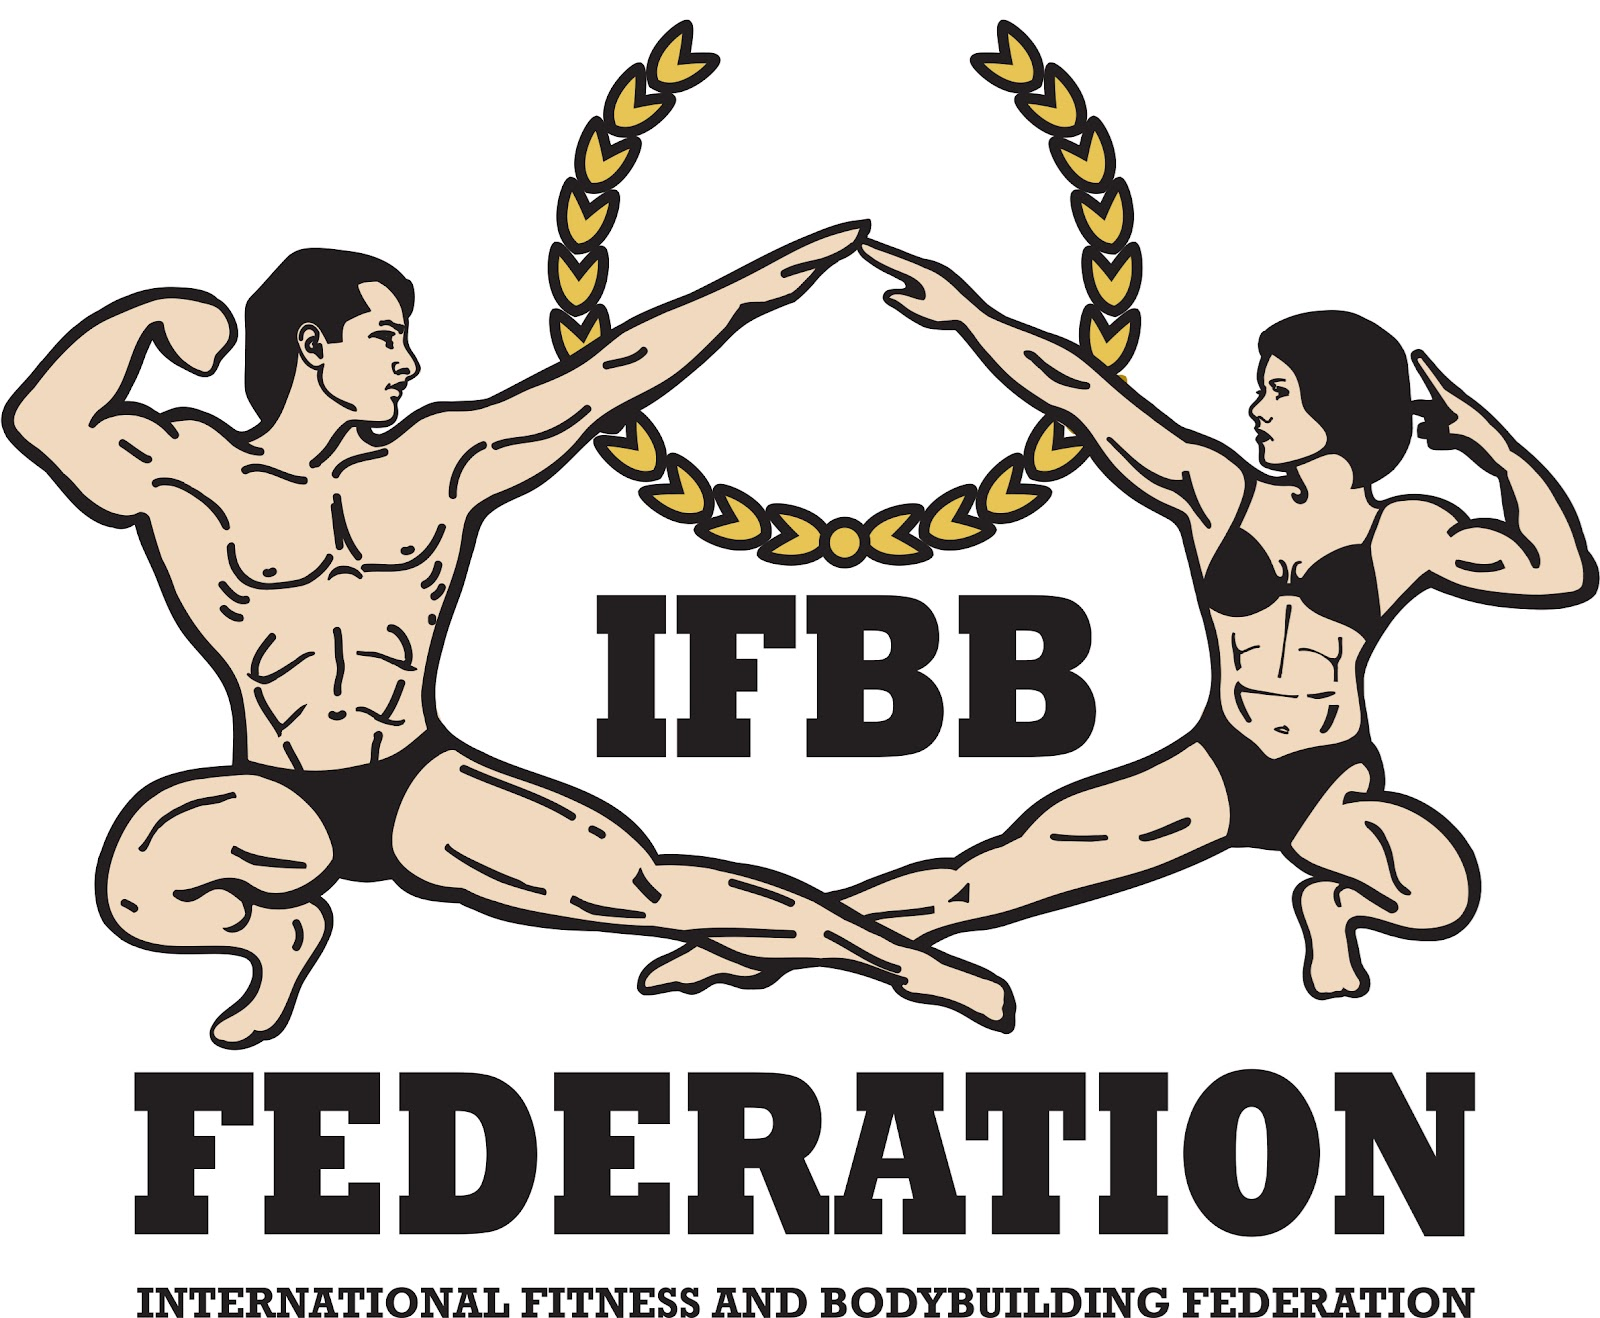 IFBB
FEDERATION
INTERNATIONAL FITNESS AND BODYBUILDING FEDERATION